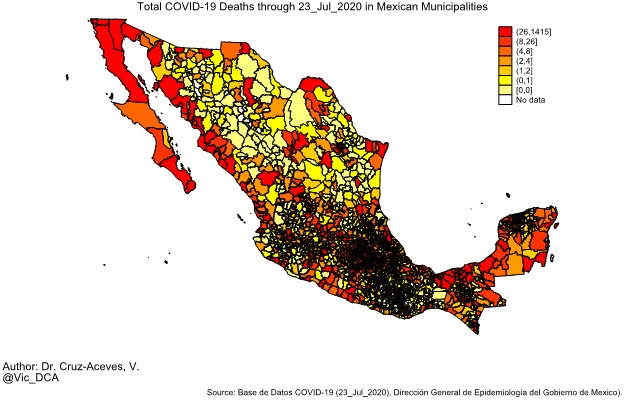 Total COVID-19 Deaths through 23_Jul_2020 in Mexican Municipalities
(26,1415]
(8,26]
(4,8]
(2,4]
(1,2]
(0,1]
[0,0]
No data
Author: Dr. Cruz-Aceves, V.
@Vic_DCA
Source: Base de Datos COVID-19 (23_Jul_2020), Dirección General de Epidemiología del Gobierno de Mexico).